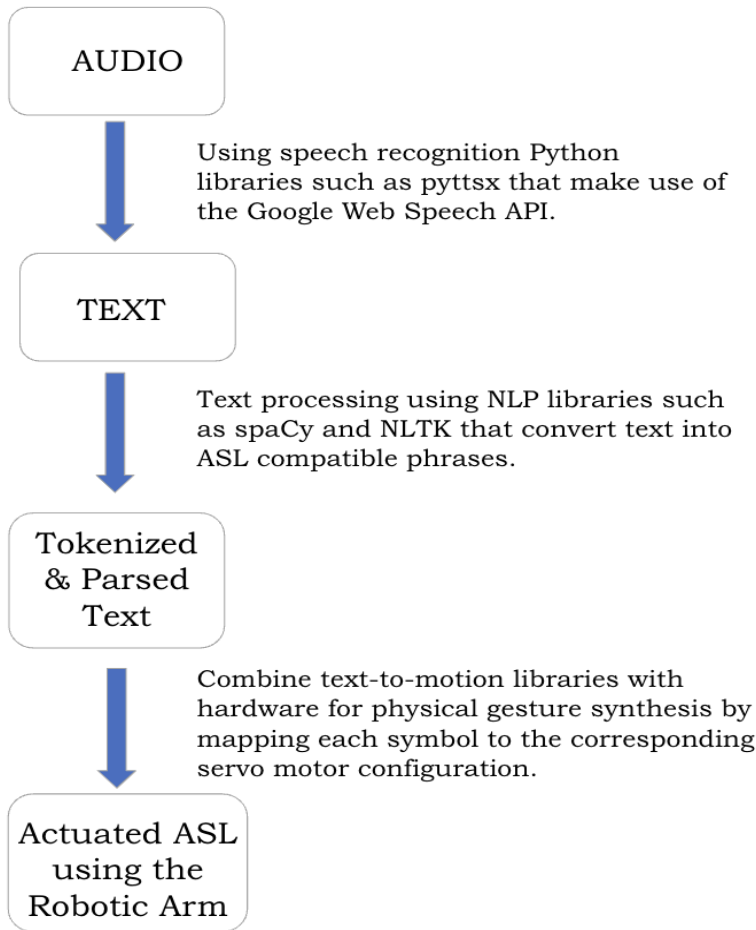 AUDIO
Using speech recognition Python
libraries such as pyttsx that make use of
the Google Web Speech API.
TEXT
Text processing using NLP libraries such
as spaCy and NLTK that convert text into
ASL compatible phrases.
Tokenized
& Parsed
Text
Combine text-to-motion libraries with
hardware for physical gesture synthesis by
mapping each symbol to the corresponding
servo motor configuration.
Actuated ASL
using the
Robotic Arm